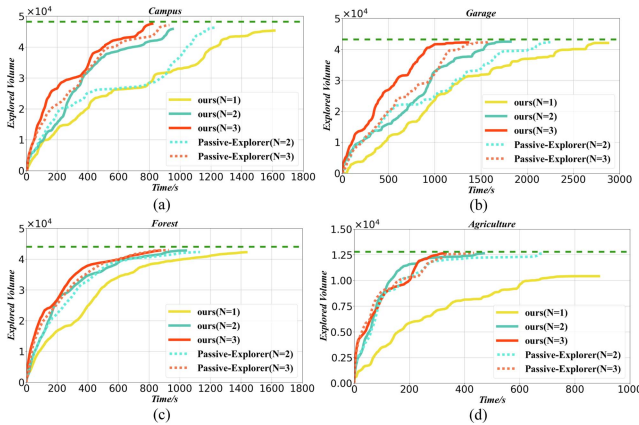 Campus
×10⁴
Explored Volume
5
4
3
2
1
0
ours(N=1)
ours(N=2)
ours(N=3)
Passive-Explorer(N=2)
Passive-Explorer(N=3)
0 200 400 600 800 1000 1200 1400 1600 1800
Time/s
(a)
Garage
×10⁴
Explored Volume
5
4
3
2
1
0
ours(N=1)
ours(N=2)
ours(N=3)
Passive-Explorer(N=2)
Passive-Explorer(N=3)
0 500 1000 1500 2000 2500 3000
Time/s
(b)
Forest
×10⁴
Explored Volume
5
4
3
2
1
0
ours(N=1)
ours(N=2)
ours(N=3)
Passive-Explorer(N=2)
Passive-Explorer(N=3)
0 200 400 600 800 1000 1200 1400 1600 1800
Time/s
(c)
Agriculture
×10⁴
Explored Volume
1.50
1.25
1.00
0.75
0.50
0.25
0.00
ours(N=1)
ours(N=2)
ours(N=3)
Passive-Explorer(N=2)
Passive-Explorer(N=3)
0 200 400 600 800 1000
Time/s
(d)